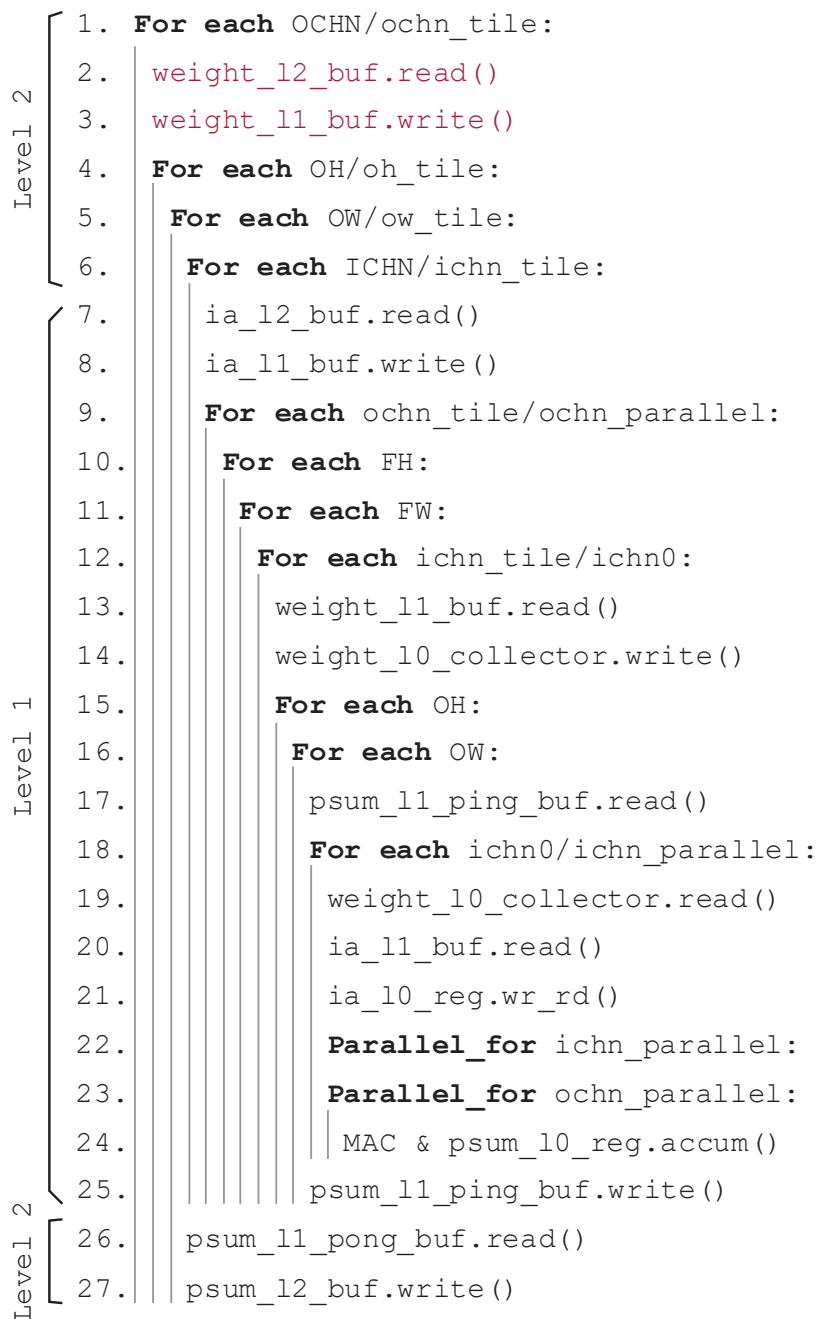 Level 2
1. For each OCHN/ochn_tile:
2. weight_l2_buf.read()
3. weight_l1_buf.write()
4. For each OH/oh_tile:
5. For each OW/ow_tile:
6. For each ICHN/ichn_tile:
Level 1
7. ia_l2_buf.read()
8. ia_l1_buf.write()
9. For each ochn_tile/ochn_parallel:
10. For each FH:
11. For each FW:
12. For each ichn_tile/ichn0:
13. weight_l1_buf.read()
14. weight_l0_collector.write()
15. For each OH:
16. For each OW:
17. psum_l1_ping_buf.read()
18. For each ichn0/ichn_parallel:
19. weight_l0_collector.read()
20. ia_l1_buf.read()
21. ia_l0_reg.wr_rd()
22. Parallel_for ichn_parallel:
23. Parallel_for ochn_parallel:
24. MAC & psum_l0_reg.accum()
25. psum_l1_ping_buf.write()
Level 2
26. psum_l1_pong_buf.read()
27. psum_l2_buf.write()